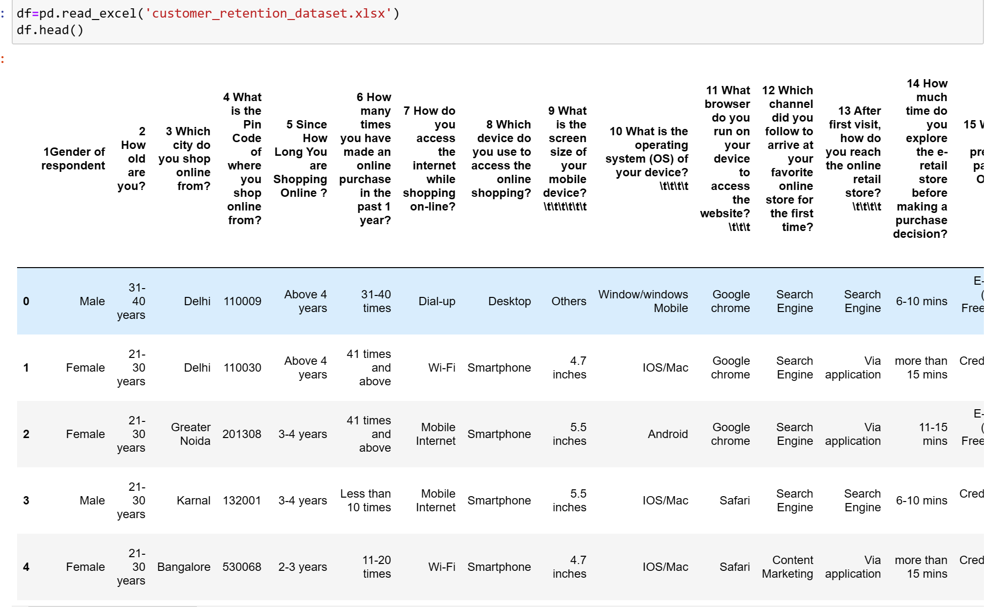 df=pd.read_excel('customer_retention_dataset.xlsx')
df.head()
1Gender of
respondent
2
How
old
are
you?
3 Which
city do
you shop
online
from?
4 What
is the
Pin
Code
of
where
you
shop
online
from?
5 Since
How
Long You
are
Shopping
Online ?
6 How
many
times
you have
made an
online
purchase
in the
past 1
year?
7 How do
you
access
the
internet
while
shopping
on-line?
8 Which
device do
you use to
access the
online
shopping?
9 What
is the
screen
size of
your
mobile
device?
\t\t\t\t\t\t
10 What is the
operating
system (OS) of
your device?
\t\t\t\t
11 What
browser
do you
run on
your
device
to
access
the
website?
\t\t\t
12 Which
channel
did you
follow to
arrive at
your
favorite
online
store for
the first
time?
13 After
first visit,
how do
you reach
the online
retail
store?
\t\t\t\t
14 How
much
time do
you
explore
the e-
retail
store
before
making a
purchase
decision?
15
0
Male
31-
40
years
Delhi
110009
Above 4
years
31-40
times
Dial-up
Desktop
Others
Window/windows
Mobile
Google
chrome
Search
Engine
Search
Engine
6-10 mins
E-
(
Free
1
Female
21-
30
years
Delhi
110030
Above 4
years
41 times
and
above
Wi-Fi
Smartphone
4.7
inches
IOS/Mac
Google
chrome
Search
Engine
Via
application
more than
15 mins
Cred
2
Female
21-
30
years
Greater
Noida
201308
3-4 years
41 times
and
above
Mobile
Internet
Smartphone
5.5
inches
Android
Google
chrome
Search
Engine
Via
application
11-15
mins
E-
(
Free
3
Male
21-
30
years
Karnal
132001
3-4 years
Less than
10 times
Mobile
Internet
Smartphone
5.5
inches
IOS/Mac
Safari
Search
Engine
Search
Engine
6-10 mins
Cred
4
Female
21-
30
years
Bangalore
530068
2-3 years
11-20
times
Wi-Fi
Smartphone
4.7
inches
IOS/Mac
Safari
Content
Marketing
Via
application
more than
15 mins
Cred